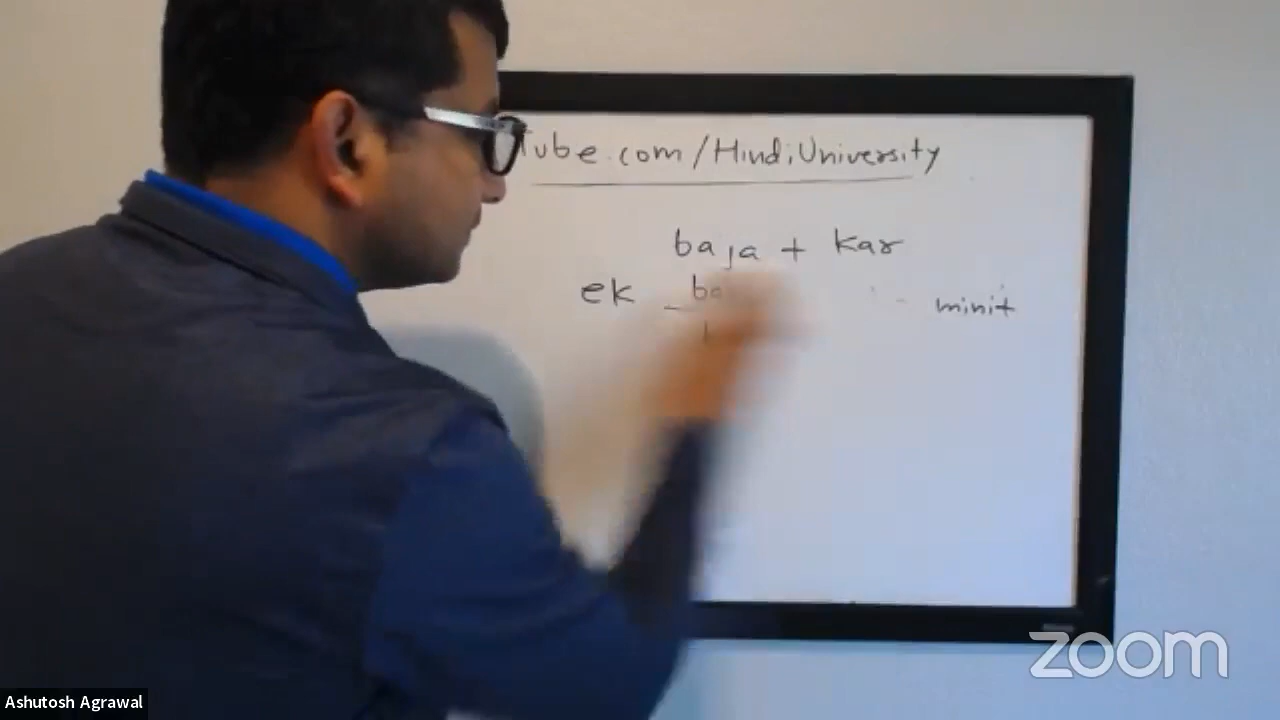 Tube.com/HindiUniversity
baja + kar
ek minit
zoom
Ashutosh Agrawal